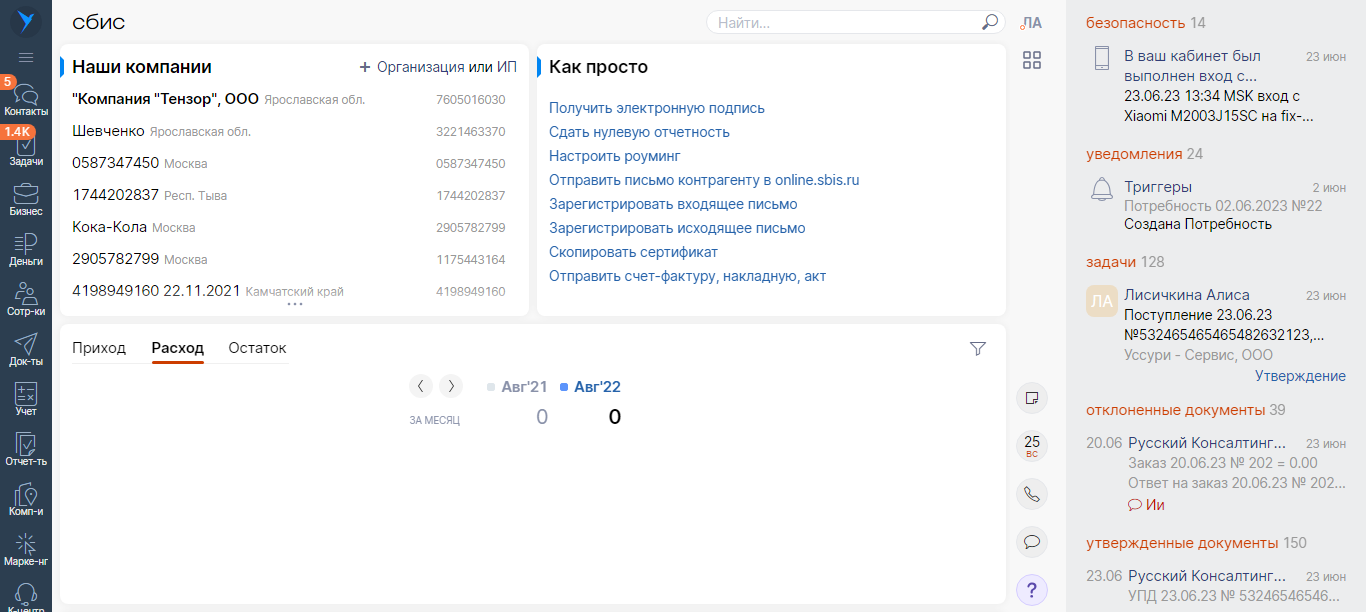 сбис
Найти...
ЛА
5
Контакты
1.4K
Задачи
Бизнес
Деньги
Сотр-ки
Док-ты
Учет
Отчет-ть
Комп-и
Марке-нг
К-центр
Наши компании
+ Организация или ИП
"Компания "Тензор", ООО Ярославская обл. 7605016030
Шевченко Ярославская обл. 3221463370
0587347450 Москва 0587347450
1744202837 Респ. Тыва 1744202837
Кока-Кола Москва 2905782799
2905782799 Москва 1175443164
4198949160 22.11.2021 Камчатский край 4198949160
Как просто
Получить электронную подпись
Сдать нулевую отчетность
Настроить роуминг
Отправить письмо контрагенту в online.sbis.ru
Зарегистрировать входящее письмо
Зарегистрировать исходящее письмо
Скопировать сертификат
Отправить счет-фактуру, накладную, акт
Приход Расход Остаток
Авг'21 Авг'22
ЗА МЕСЯЦ 0 0
25
ВС
?
безопасность 14
В ваш кабинет был 23 июн
выполнен вход с...
23.06.23 13:34 MSK вход с
Xiaomi M2003J15SC на fix-...
уведомления 24
Триггеры 2 июн
Потребность 02.06.2023 №22
Создана Потребность
задачи 128
ЛА
Лисичкина Алиса 23 июн
Поступление 23.06.23
№532465465465482632123,...
Уссури - Сервис, ООО
Утверждение
отклоненные документы 39
20.06 Русский Консалтинг... 23 июн
Заказ 20.06.23 № 202 = 0.00
Ответ на заказ 20.06.23 № 202...
Ии
утвержденные документы 150
23.06 Русский Консалтинг... 23 июн
УПД 23.06.23 № 53246546546...